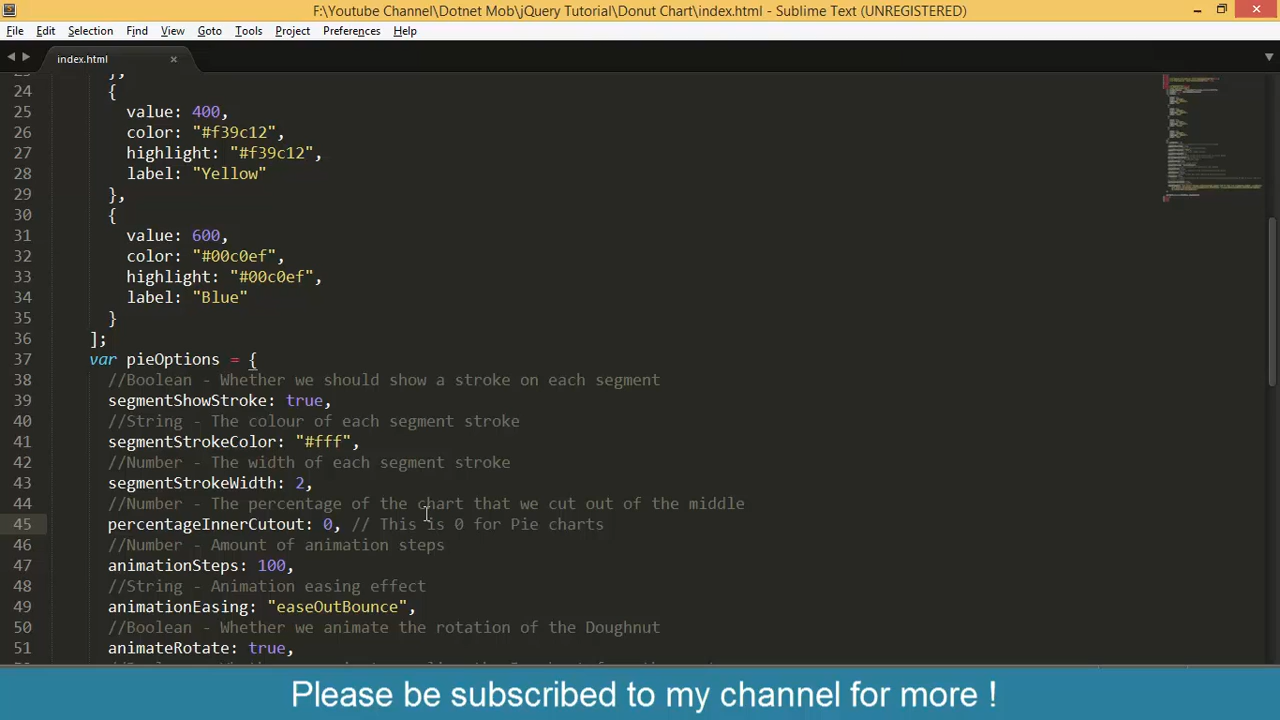 F:\Youtube Channel\Dotnet Mob\jQuery Tutorial\Donut Chart\index.html - Sublime Text (UNREGISTERED)
File Edit Selection Find View Goto Tools Project Preferences Help
index.html
},
24 {
25 value: 400,
26 color: "#f39c12",
27 highlight: "#f39c12",
28 label: "Yellow"
29 },
30 {
31 value: 600,
32 color: "#00c0ef",
33 highlight: "#00c0ef",
34 label: "Blue"
35 }
36 ];
37 var pieOptions = {
38 //Boolean - Whether we should show a stroke on each segment
39 segmentShowStroke: true,
40 //String - The colour of each segment stroke
41 segmentStrokeColor: "#fff",
42 //Number - The width of each segment stroke
43 segmentStrokeWidth: 2,
44 //Number - The percentage of the chart that we cut out of the middle
45 percentageInnerCutout: 0, // This is 0 for Pie charts
46 //Number - Amount of animation steps
47 animationSteps: 100,
48 //String - Animation easing effect
49 animationEasing: "easeOutBounce",
50 //Boolean - Whether we animate the rotation of the Doughnut
51 animateRotate: true,
Please be subscribed to my channel for more !